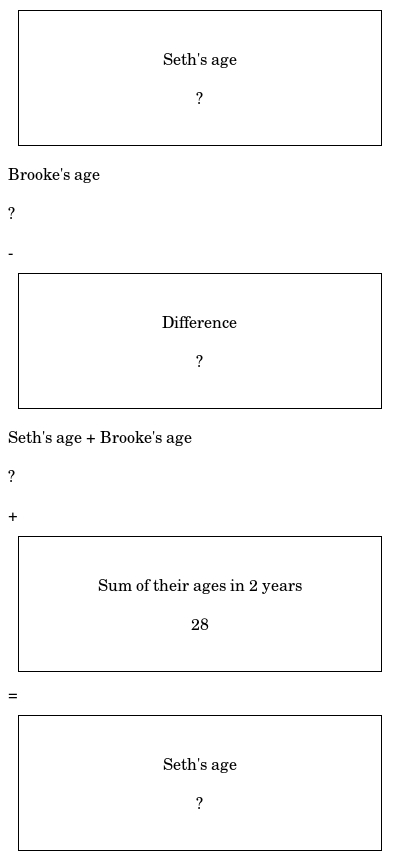 Seth's age
?
Brooke's age
?
-
Difference
?
Seth's age + Brooke's age
?
+
Sum of their ages in 2 years
28
=
Seth's age
?